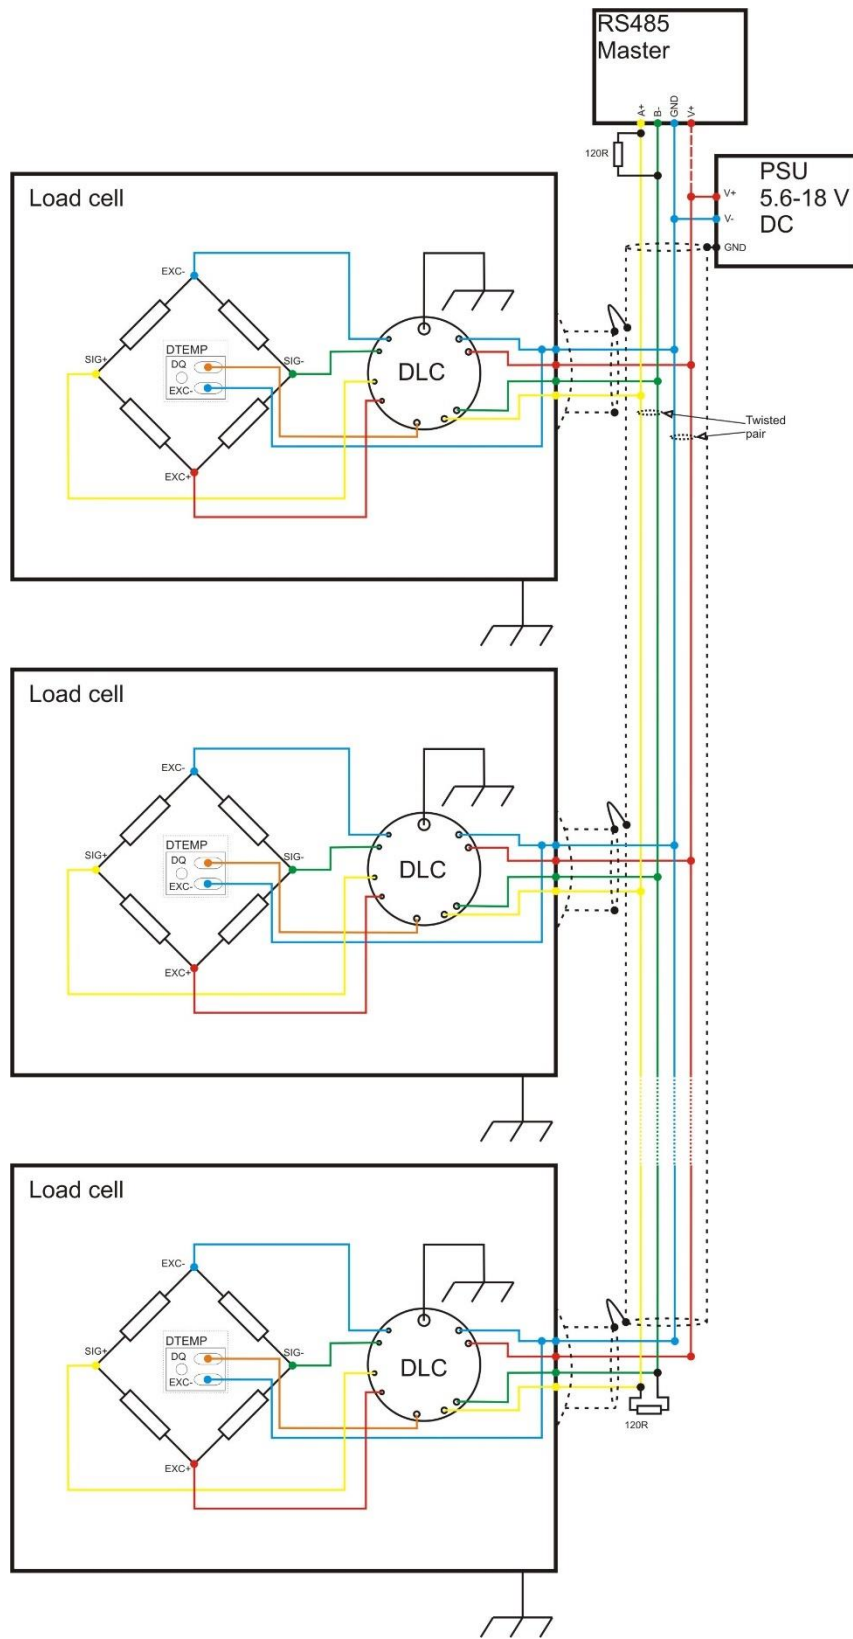 RS485
Master
A+
B-
GND
V+
120R
PSU
5.6-18 V
DC
V+
V-
GND
Load cell
EXC-
DTEMP
DQ
EXC-
SIG+
SIG-
EXC+
DLC
Twisted
pair
Load cell
EXC-
DTEMP
DQ
EXC-
SIG+
SIG-
EXC+
DLC
Load cell
EXC-
DTEMP
DQ
EXC-
SIG+
SIG-
EXC+
DLC
120R